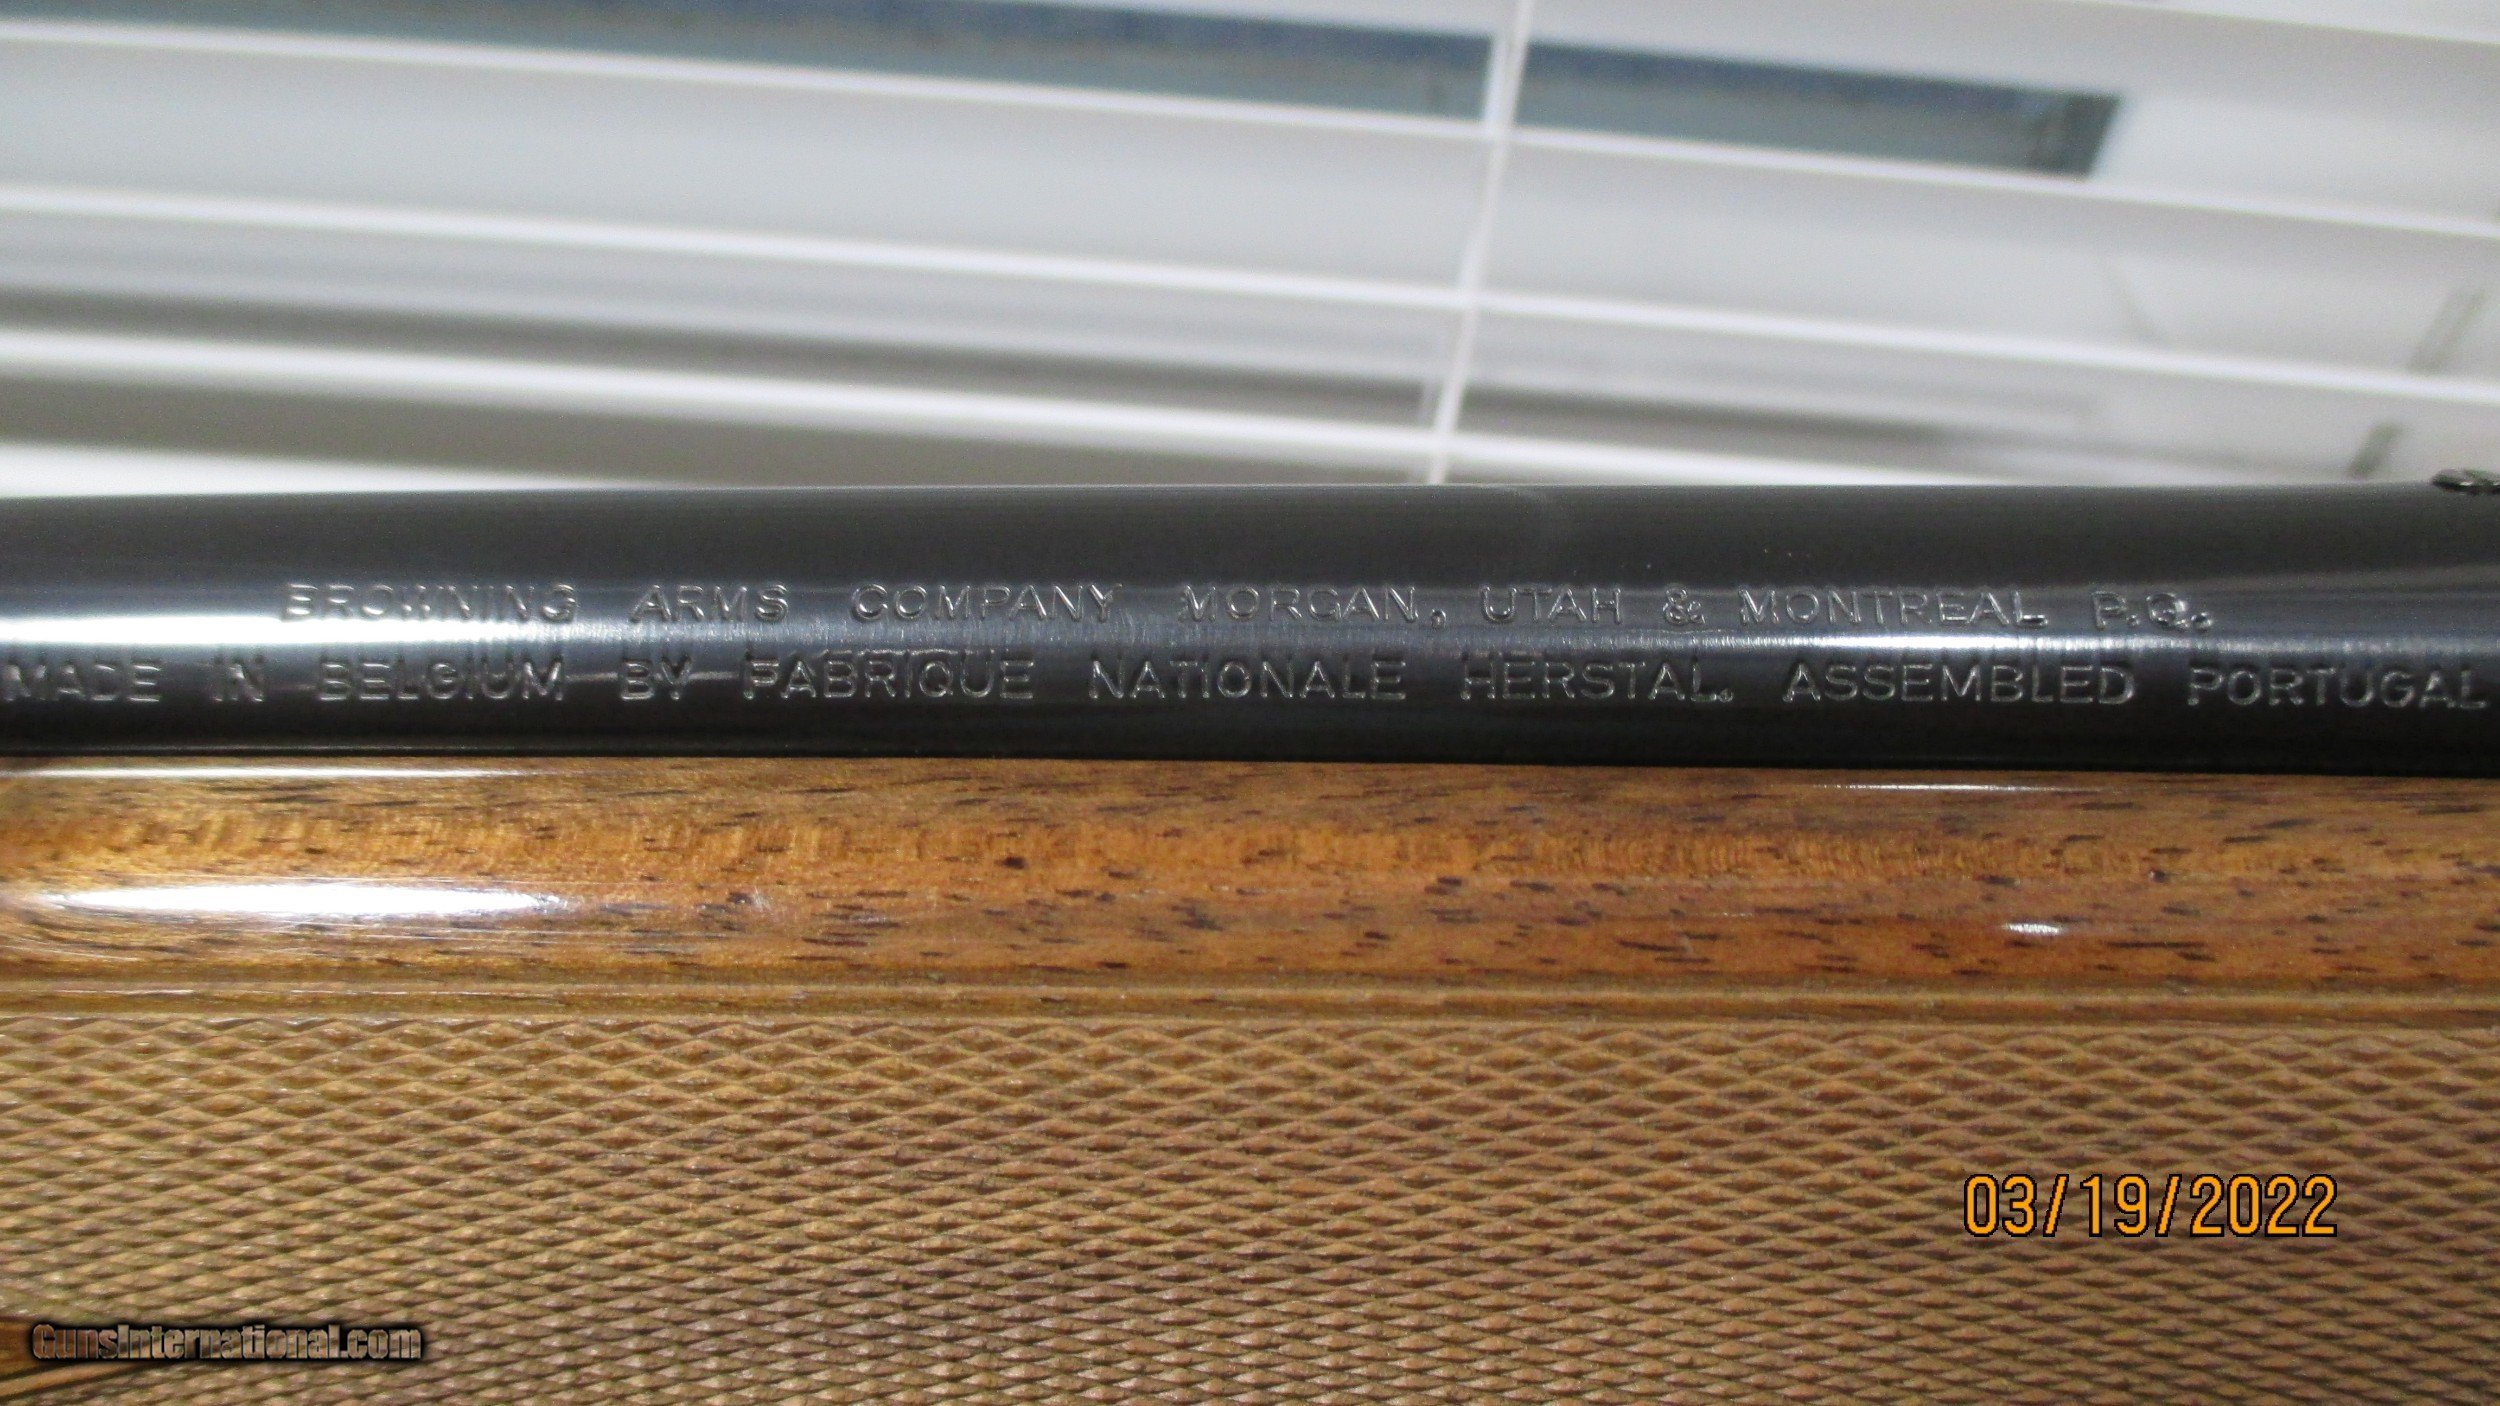 BROWNING ARMS COMPANY MORGAN, UTAH & MONTREAL P.Q.
MADE IN BELGIUM BY FABRIQUE NATIONALE HERSTAL. ASSEMBLED PORTUGAL
03/19/2022
GunsInternational.com